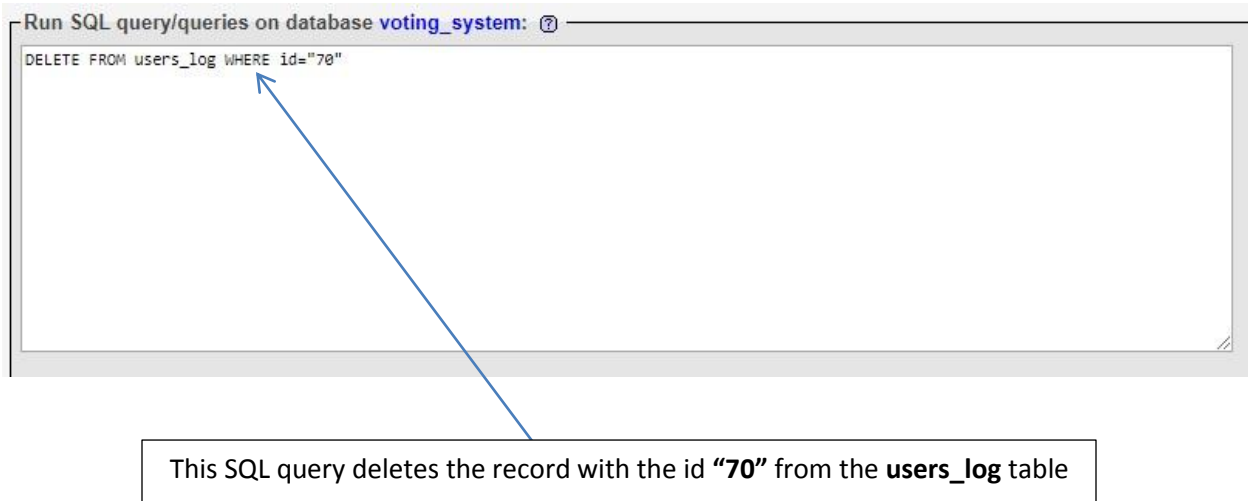 Run SQL query/queries on database voting_system:
DELETE FROM users_log WHERE id="70"
This SQL query deletes the record with the id “70” from the users_log table